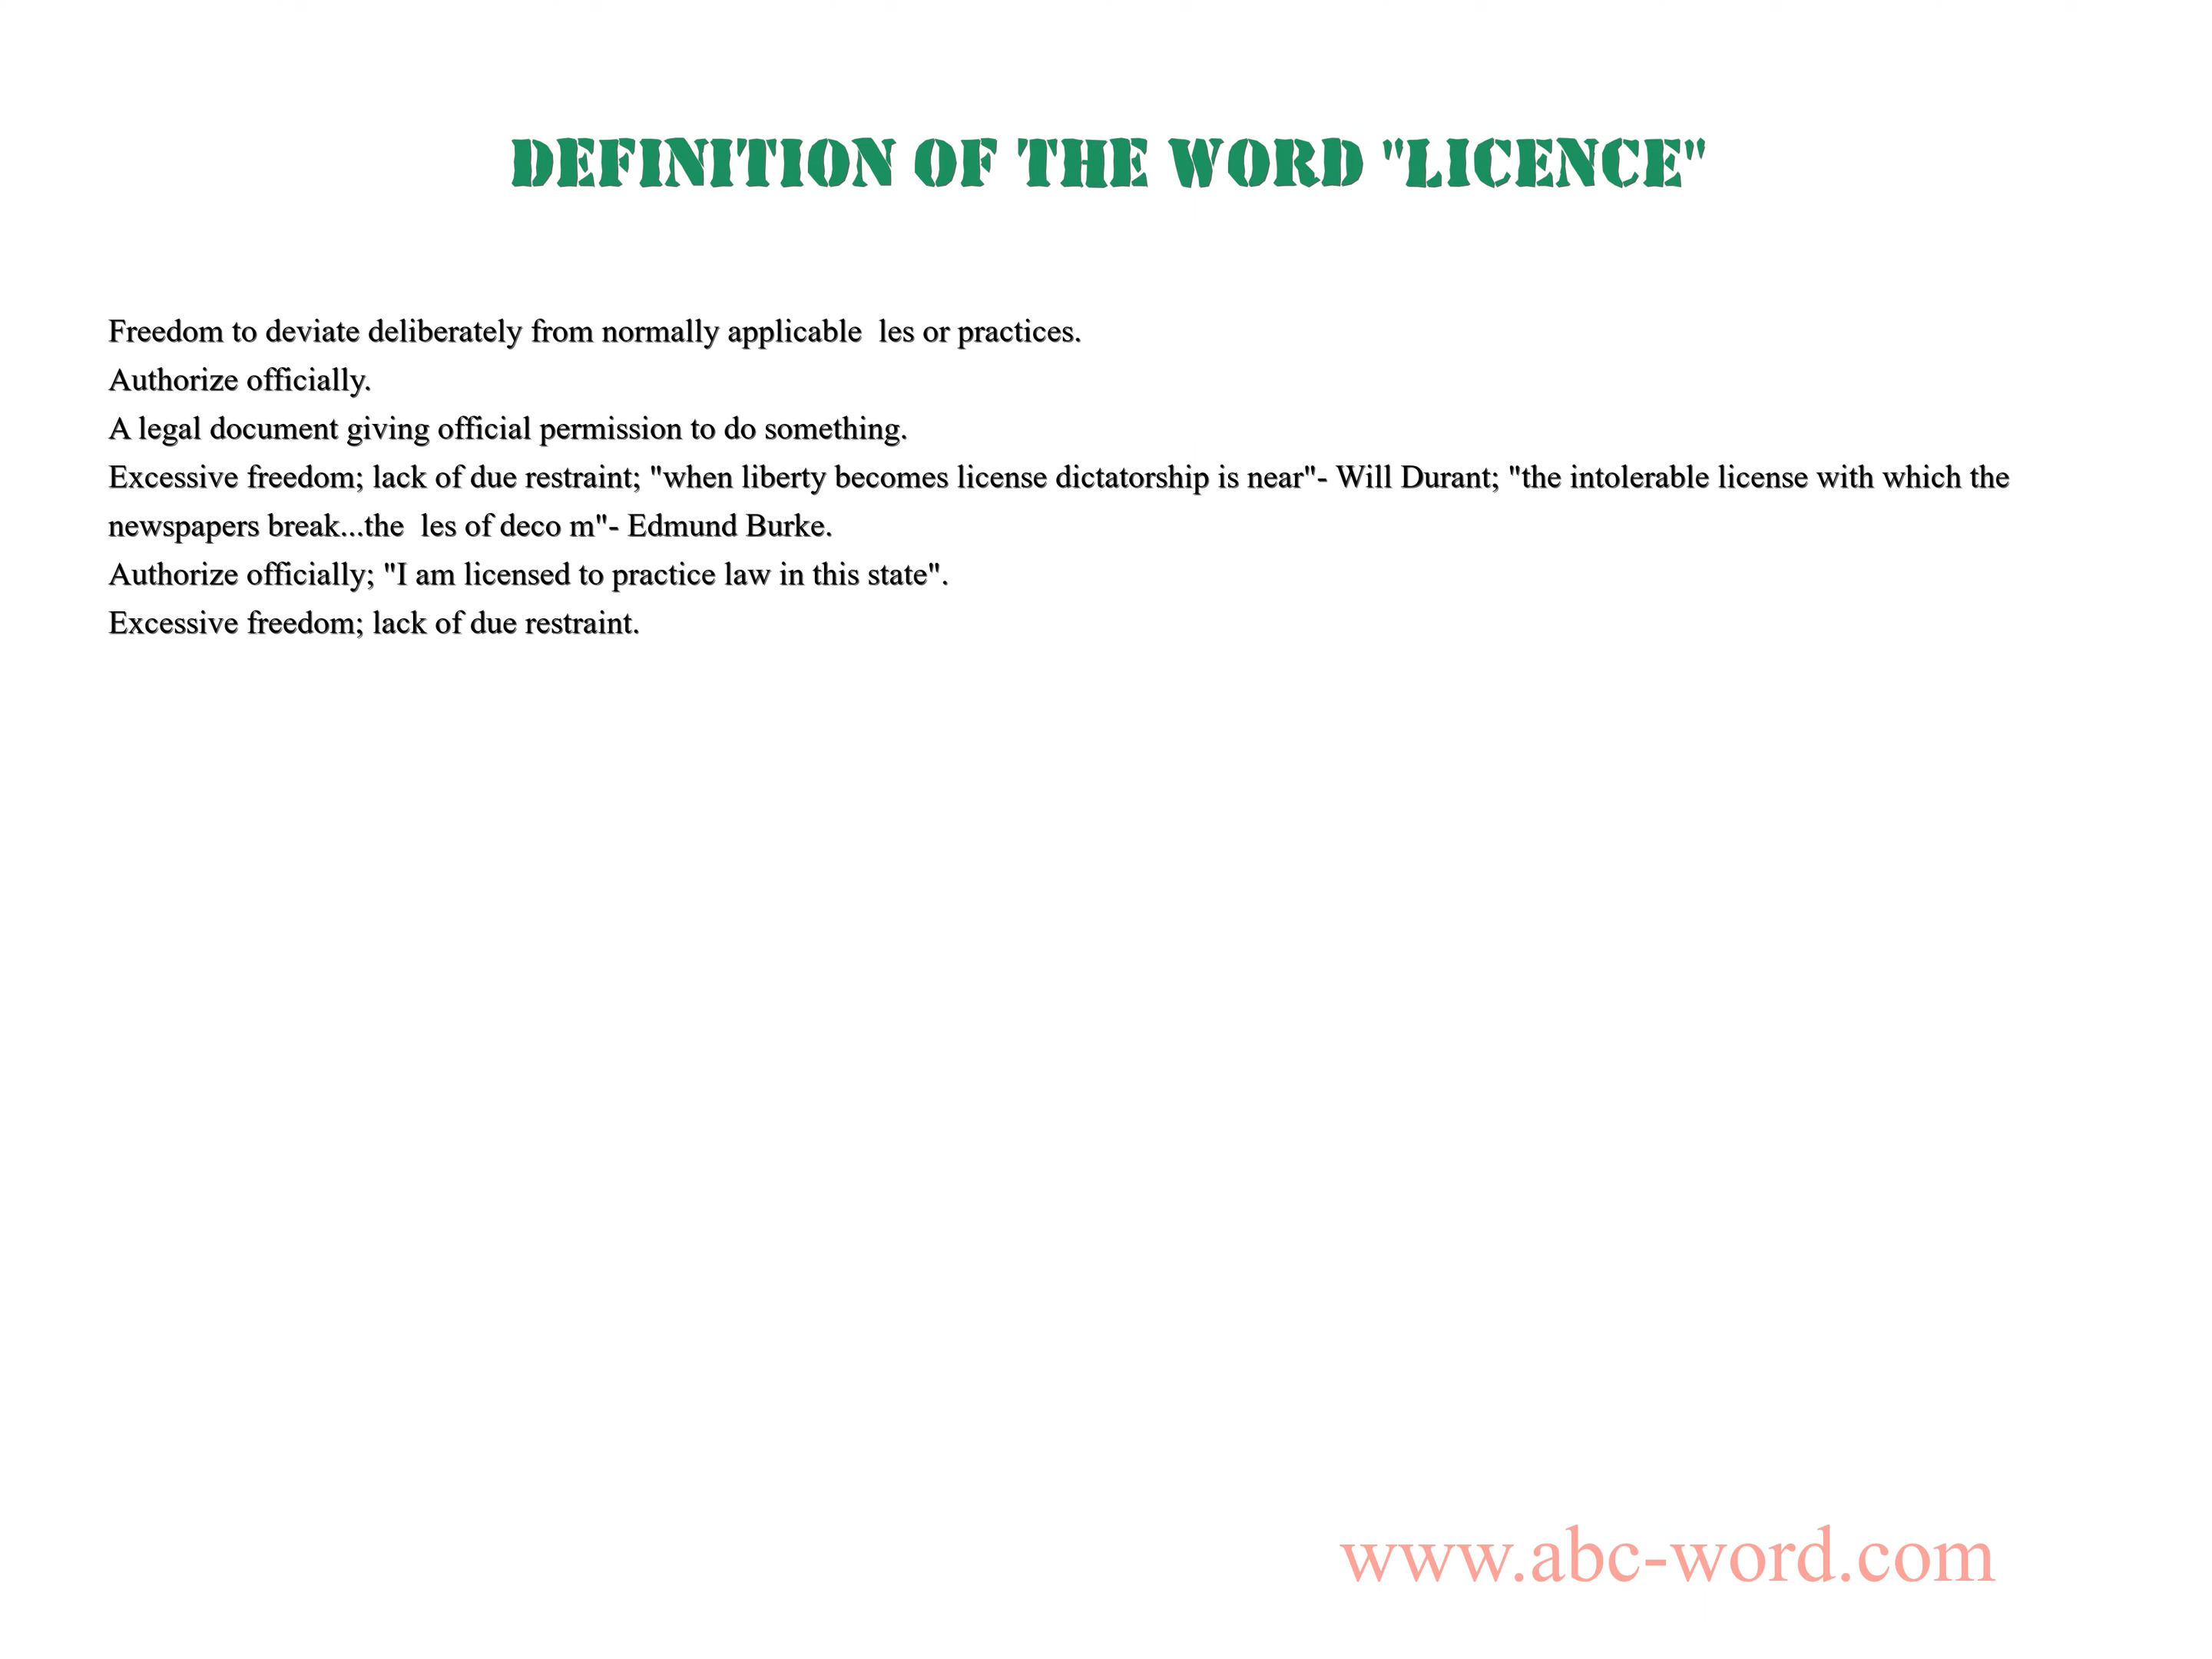 DEFINITION OF THE WORD "LICENCE"
Freedom to deviate deliberately from normally applicable  les or practices.
Authorize officially.
A legal document giving official permission to do something.
Excessive freedom; lack of due restraint; "when liberty becomes license dictatorship is near"- Will Durant; "the intolerable license with which the
newspapers break...the  les of deco m"- Edmund Burke.
Authorize officially; "I am licensed to practice law in this state".
Excessive freedom; lack of due restraint.
www.abc-word.com